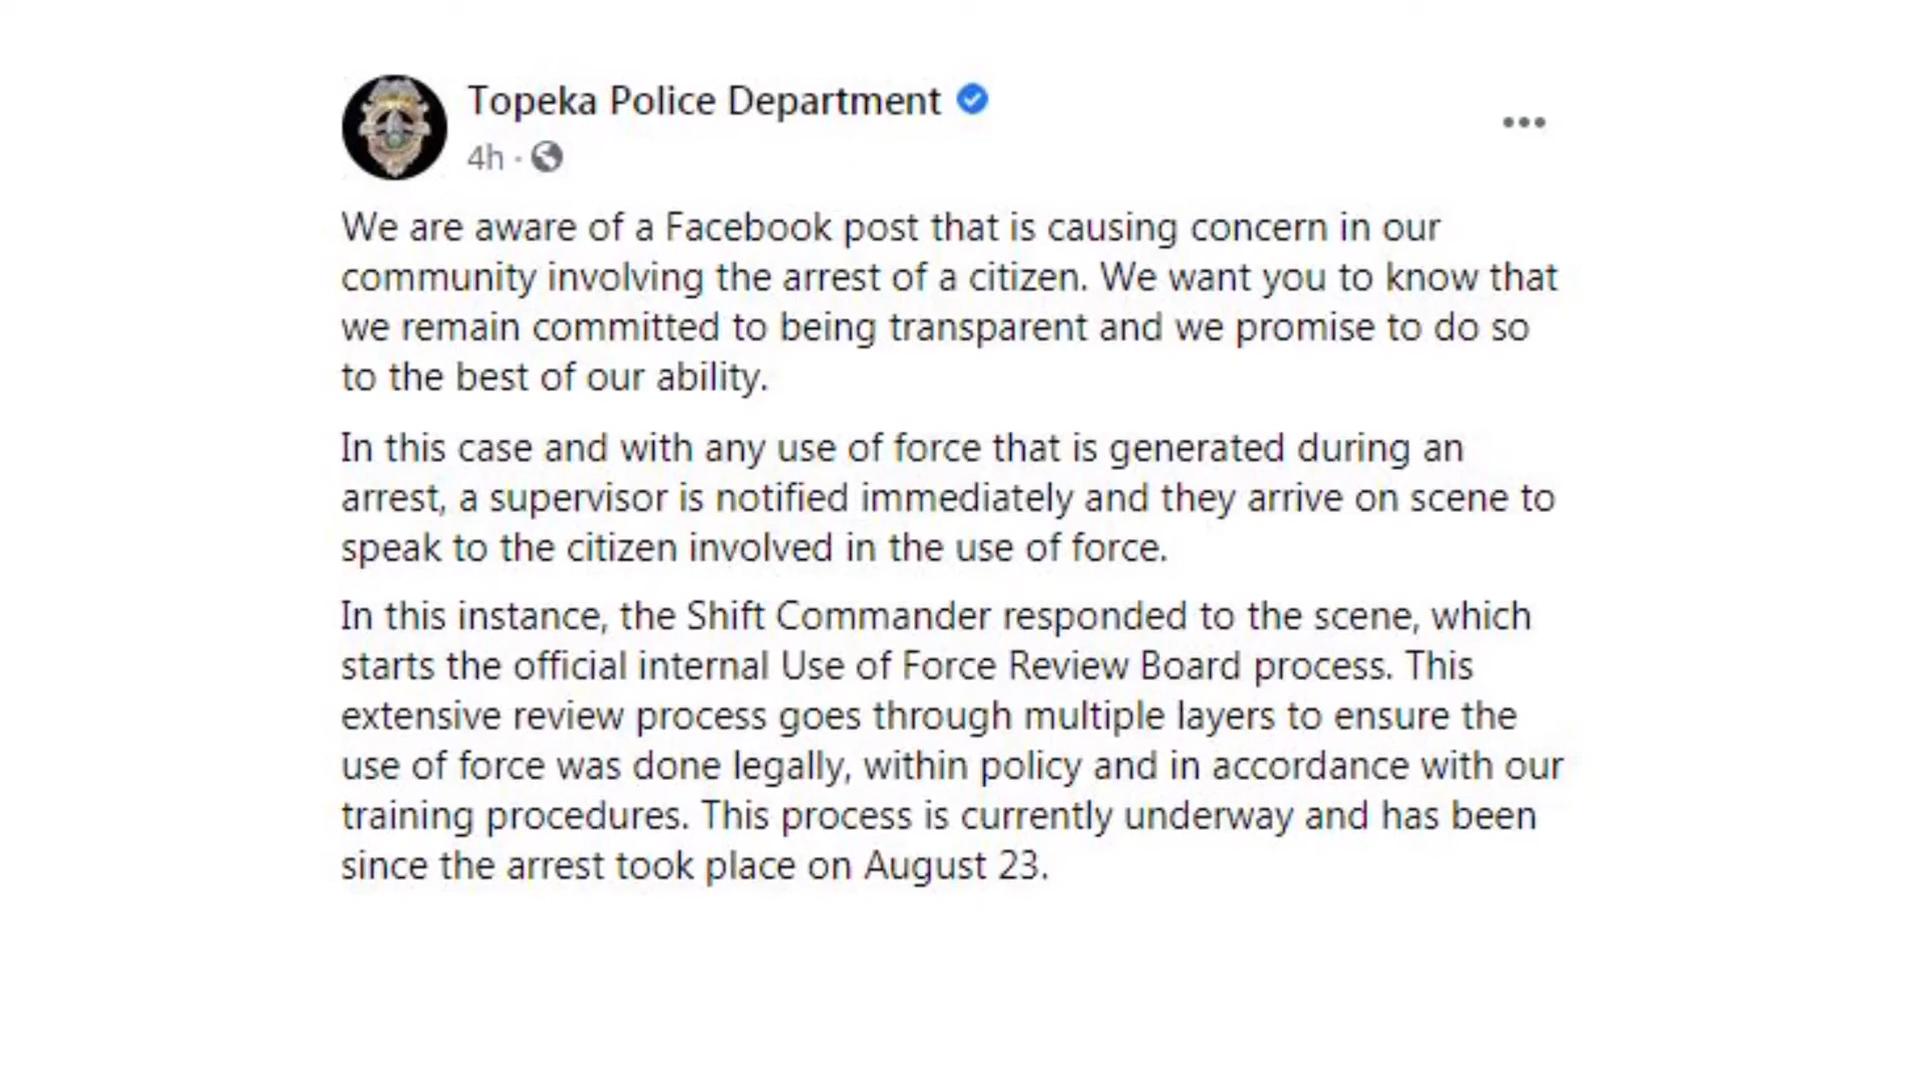 Topeka Police Department
4h ·
We are aware of a Facebook post that is causing concern in our
community involving the arrest of a citizen. We want you to know that
we remain committed to being transparent and we promise to do so
to the best of our ability.
In this case and with any use of force that is generated during an
arrest, a supervisor is notified immediately and they arrive on scene to
speak to the citizen involved in the use of force.
In this instance, the Shift Commander responded to the scene, which
starts the official internal Use of Force Review Board process. This
extensive review process goes through multiple layers to ensure the
use of force was done legally, within policy and in accordance with our
training procedures. This process is currently underway and has been
since the arrest took place on August 23.